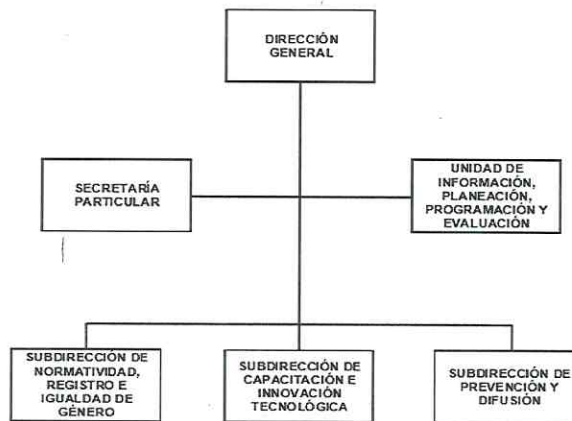 DIRECCIÓN
GENERAL
SECRETARÍA
PARTICULAR
UNIDAD DE
INFORMACIÓN,
PLANEACIÓN,
PROGRAMACIÓN Y
EVALUACIÓN
SUBDIRECCIÓN DE
NORMATIVIDAD,
REGISTRO E
IGUALDAD DE
GÉNERO
SUBDIRECCIÓN DE
CAPACITACIÓN E
INNOVACIÓN
TECNOLÓGICA
SUBDIRECCIÓN DE
PREVENCIÓN Y
DIFUSIÓN